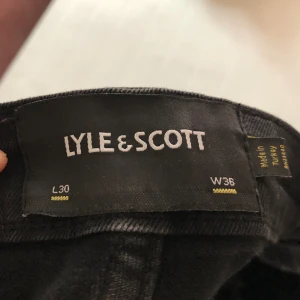 LYLE & SCOTT
L30
W36
Made in
Turkey